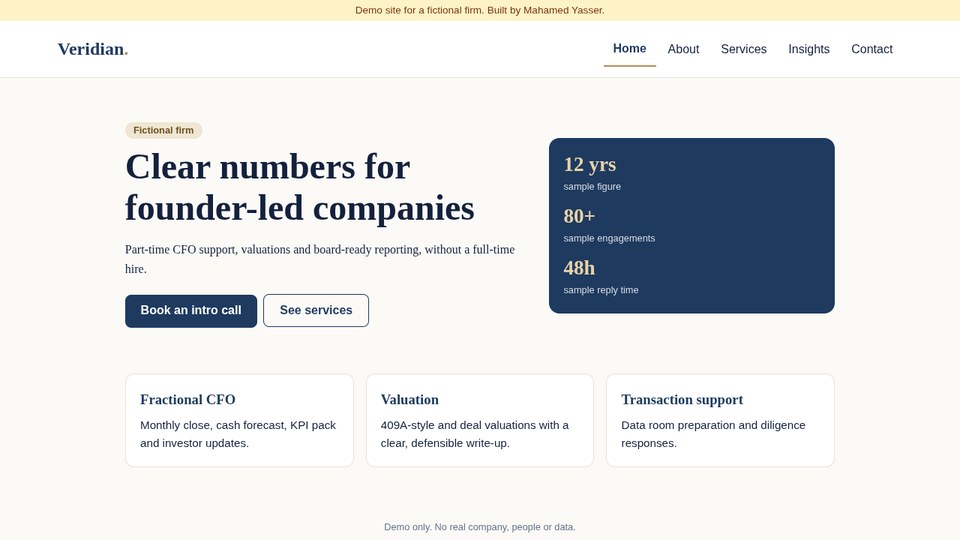 Demo site for a fictional firm. Built by Mahamed Yasser.
Veridian.
Home
About
Services
Insights
Contact
Fictional firm
Clear numbers for
founder-led companies
Part-time CFO support, valuations and board-ready reporting, without a full-time
hire.
Book an intro call
See services
12 yrs
sample figure
80+
sample engagements
48h
sample reply time
Fractional CFO
Monthly close, cash forecast, KPI pack
and investor updates.
Valuation
409A-style and deal valuations with a
clear, defensible write-up.
Transaction support
Data room preparation and diligence
responses.
Demo only. No real company, people or data.